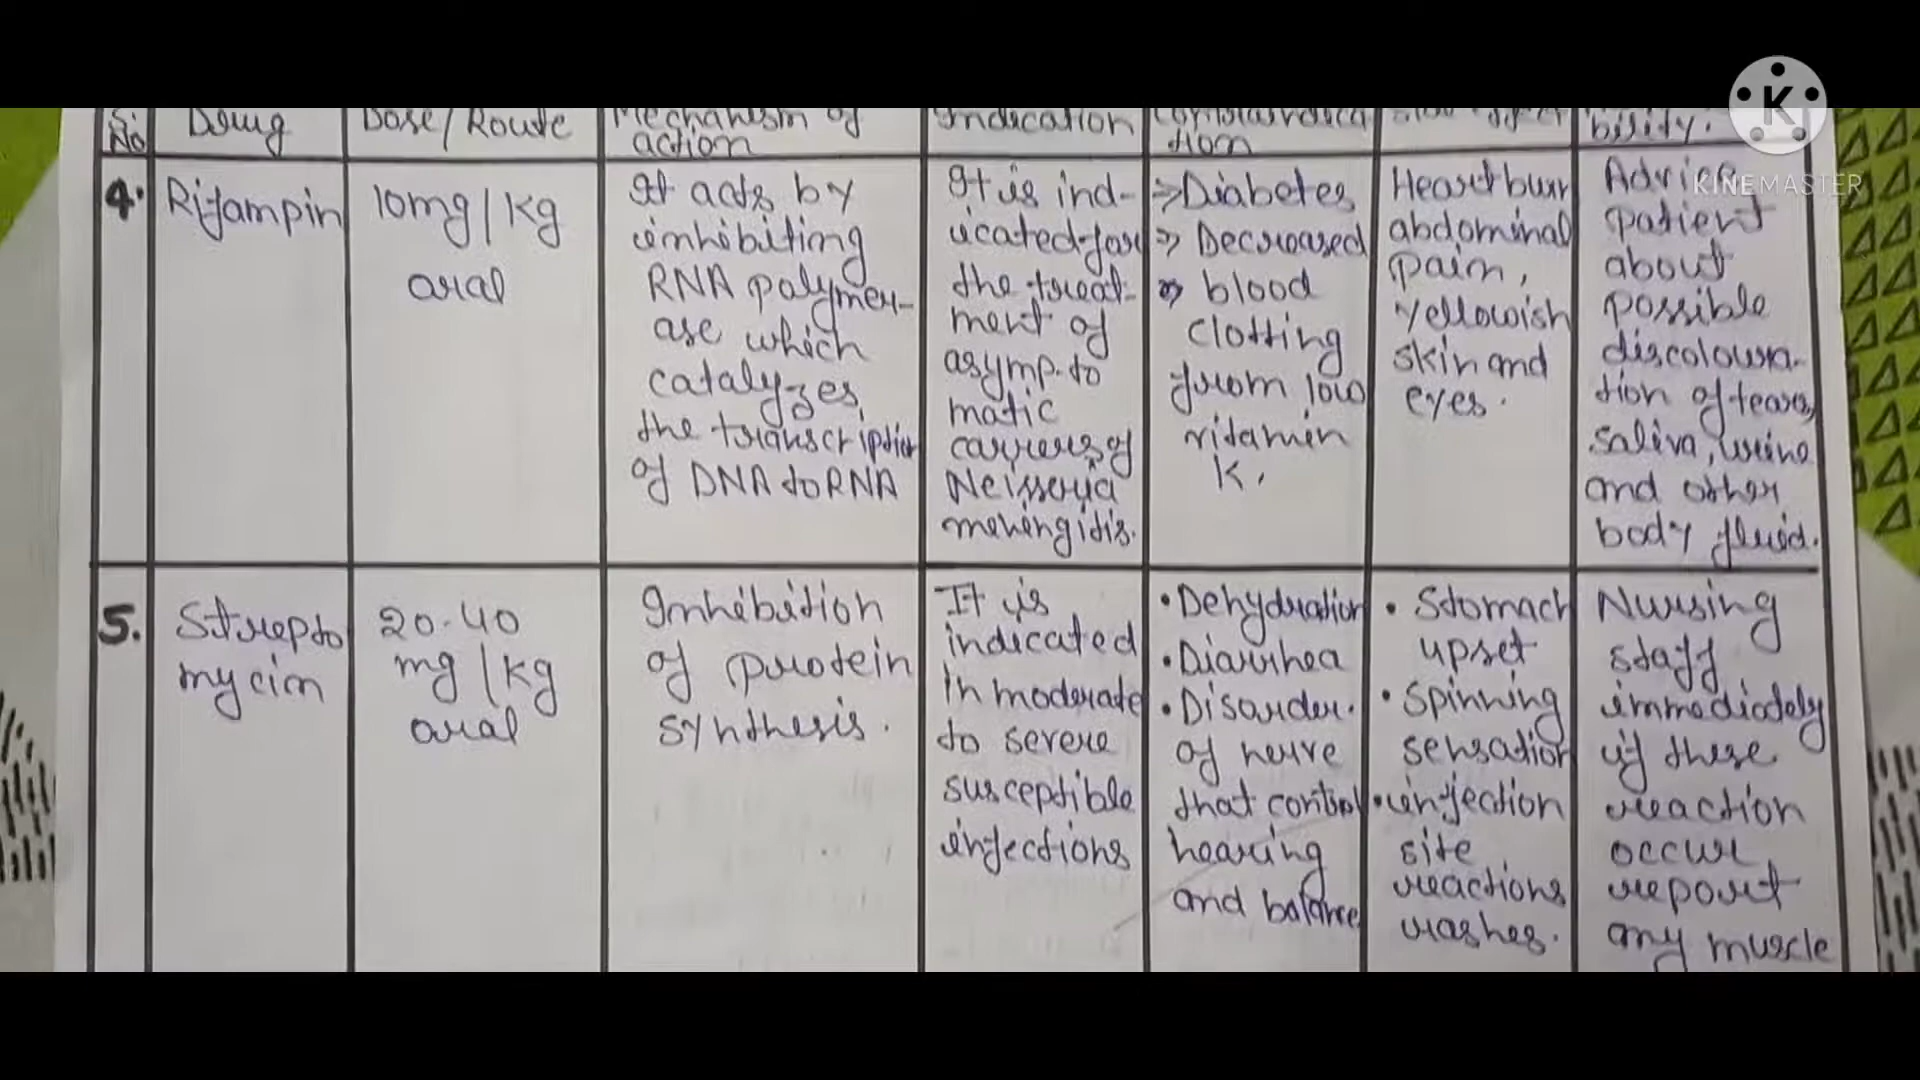 S.
No
Drug
Dose/Route
Mechanism of
action
Indication
Contraindica
tion
bility.
KINEMASTER
4.
Rifampin
10mg/kg
oral
It acts by
inhibiting
RNA polymer-
ase which
catalyzes
the transcription
of DNA to RNA
It is ind-
icated for
the treat-
ment of
asymp.to
matic
carriers of
Neisseria
meningitis.
⇒ Diabetes
⇒ Decreased
⇒ blood
clotting
from low
vitamin
K.
Heart burn
abdominal
pain,
yellowish
skin and
eyes.
Advice
patient
about
possible
discoloura-
tion of tears,
saliva, urine
and other
body fluid.
5.
Strepto
mycin
20-40
mg/kg
oral
Inhibition
of protein
synthesis.
It is
indicated
in moderate
to severe
susceptible
infections
• Dehydration
• Diarrhea
• Disorder.
of nerve
that control
hearing
and balance
• Stomach
upset
• Spinning
sensation
• injection
site
reactions
rashes.
Nursing
staff
immediately
if these
reaction
occur
report
any muscle